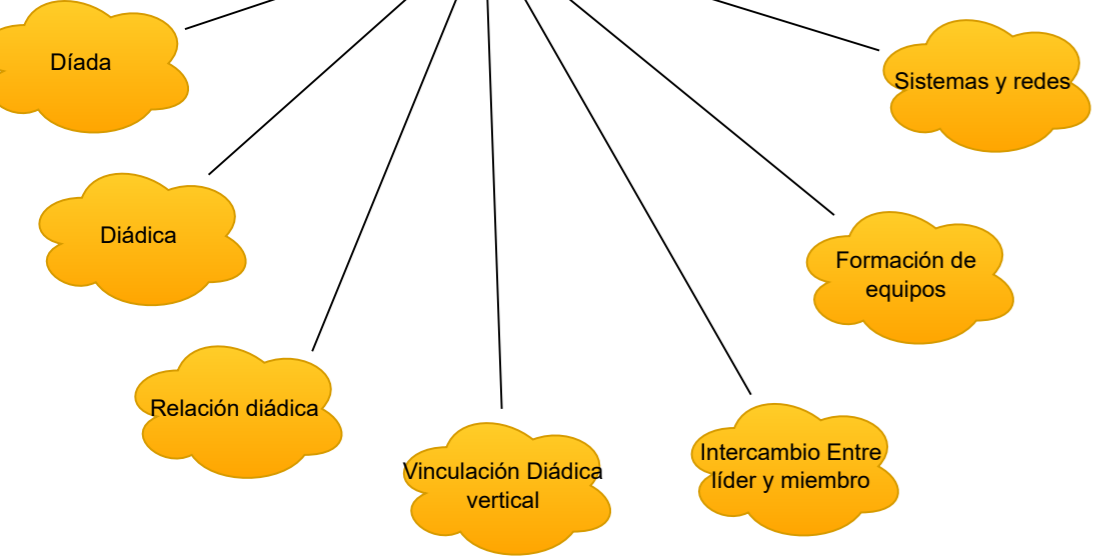 Díada
Sistemas y redes
Diádica
Formación de
equipos
Relación diádica
Vinculación Diádica
vertical
Intercambio Entre
líder y miembro